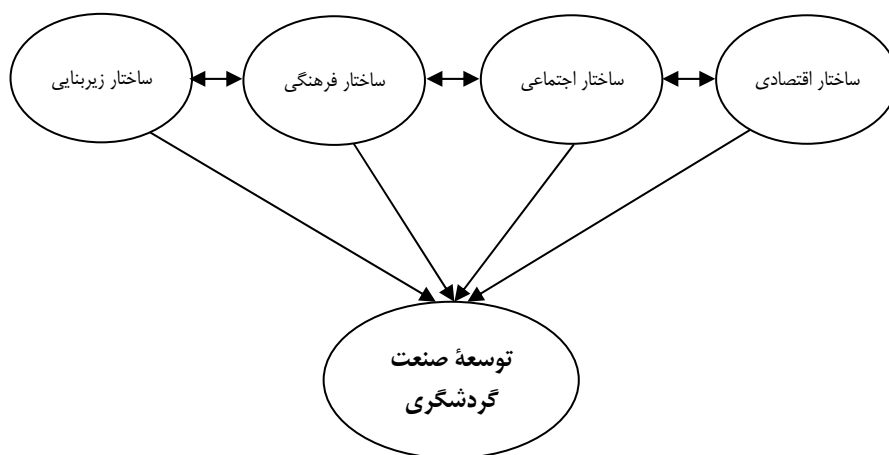 ساختار اقتصادی
ساختار اجتماعی
ساختار فرهنگی
ساختار زیربنایی
توسعهٔ صنعت
گردشگری